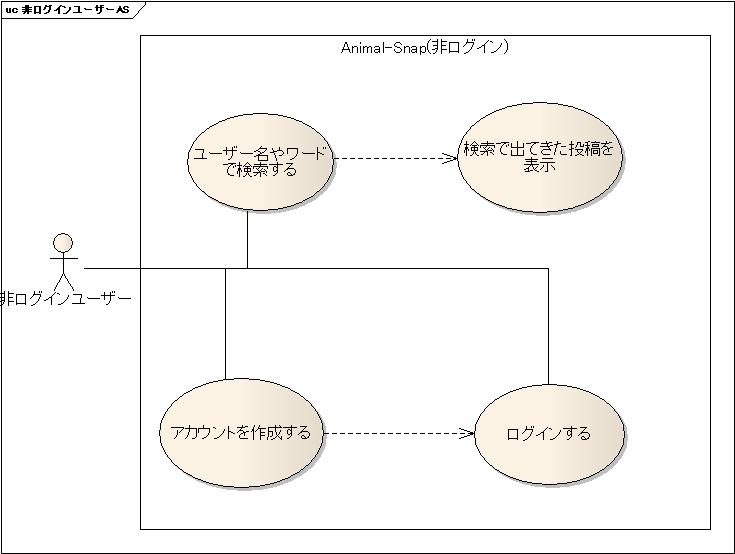 uc 非ログインユーザーAS
Animal-Snap(非ログイン)
ユーザー名やワード
で検索する
検索で出てきた投稿を
表示
非ログインユーザー
アカウントを作成する
ログインする